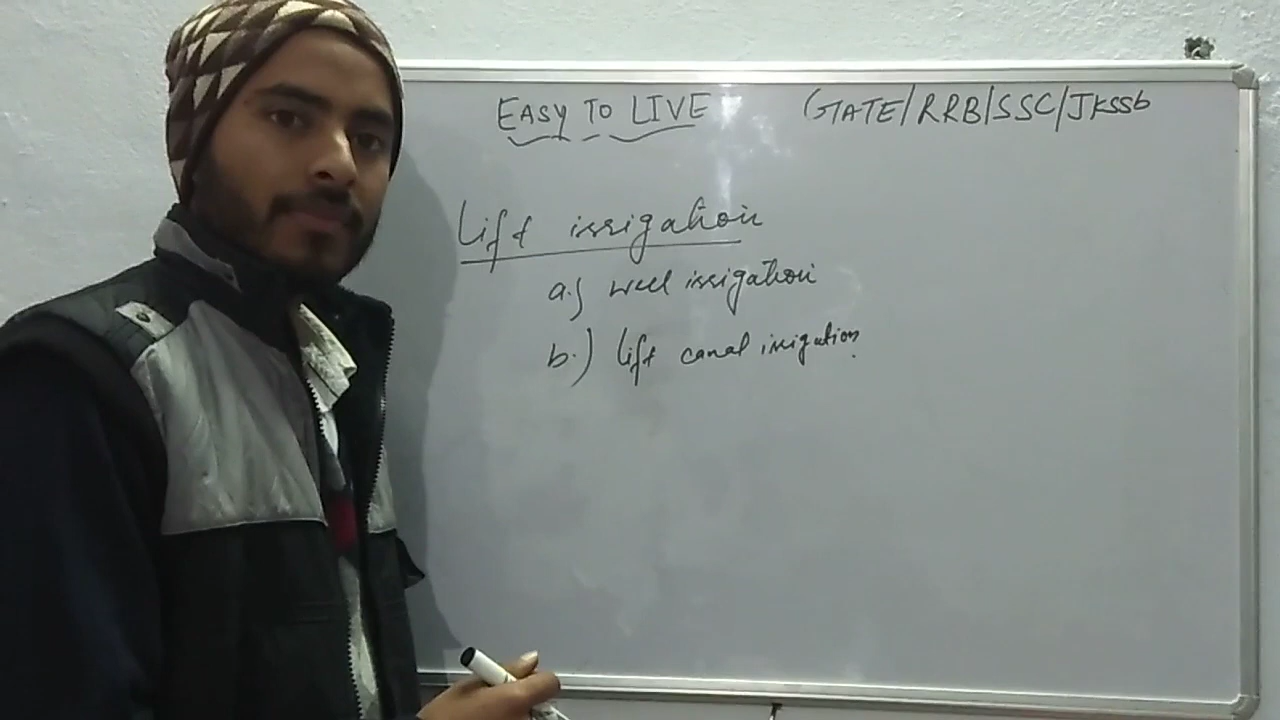 EASY TO LIVE GATE/RRB/SSC/JKSSb
Lift irrigation
a.) well irrigation
b.) lift canal irrigation